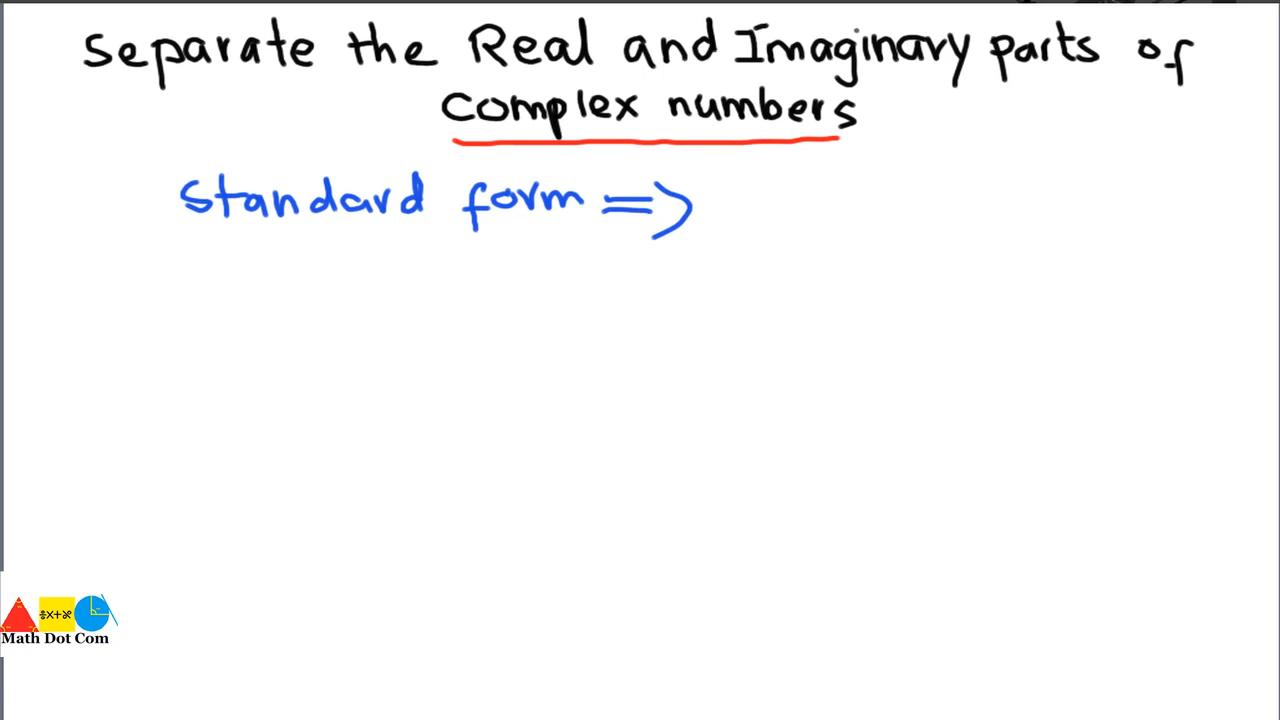 Separate the Real and Imaginary parts of
complex numbers
Standard form =>
Math Dot Com